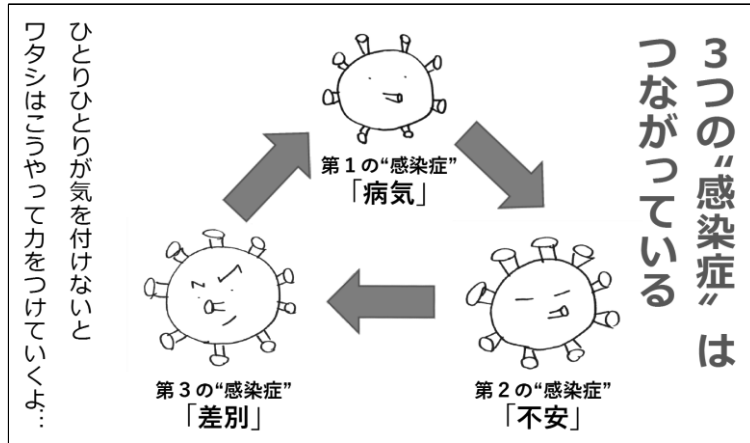 ３つの“感染症”は
つながっている
第１の“感染症”
「病気」
第２の“感染症”
「不安」
第３の“感染症”
「差別」
ひとりひとりが気を付けないと
ワタシはこうやって力をつけていくよ…